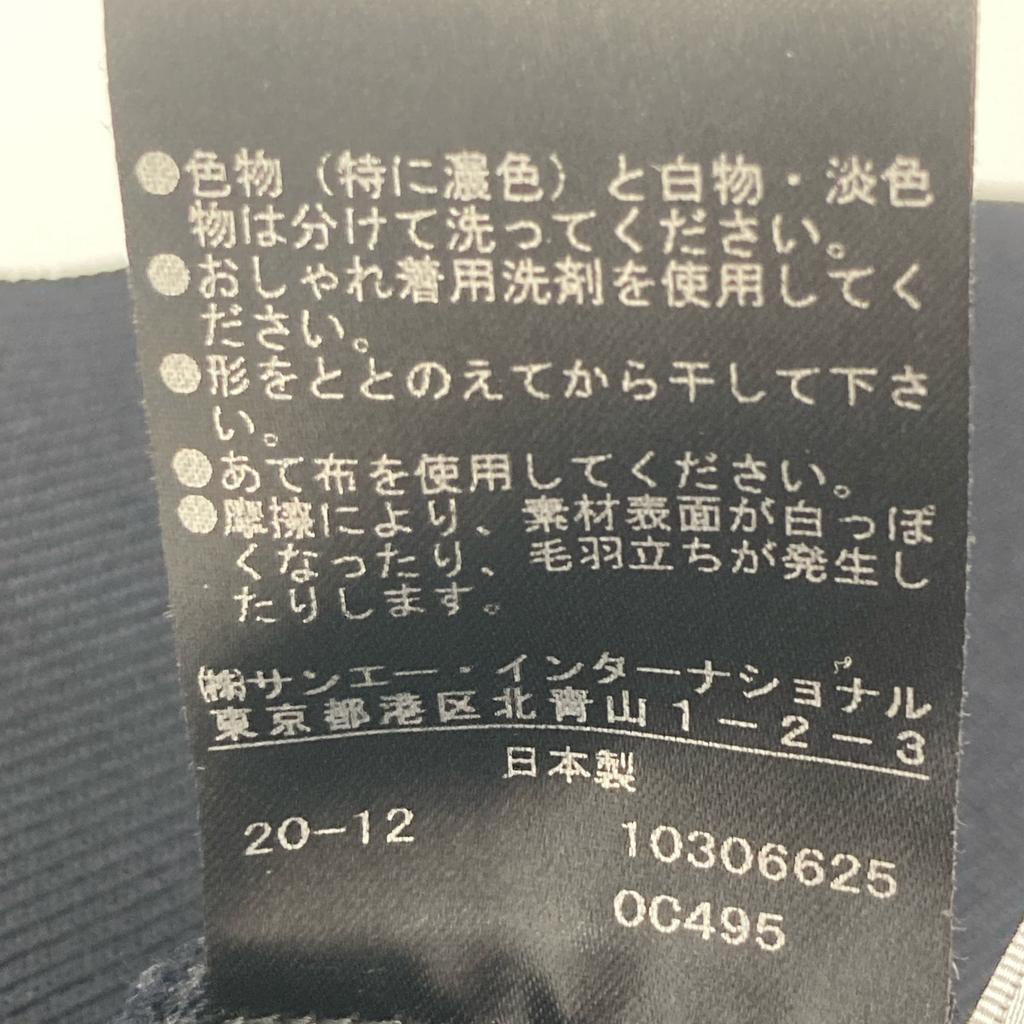 ●色物（特に濃色）と白物・淡色
物は分けて洗ってください。
●おしゃれ着用洗剤を使用してく
ださい。
●形をととのえてから干して下さ
い。
●あて布を使用してください。
●摩擦により、素材表面が白っぽ
くなったり、毛羽立ちが発生し
たりします。
㈱サンエー・インターナショナル
東京都港区北青山1－2－3
日本製
20-12
10306625
0C495